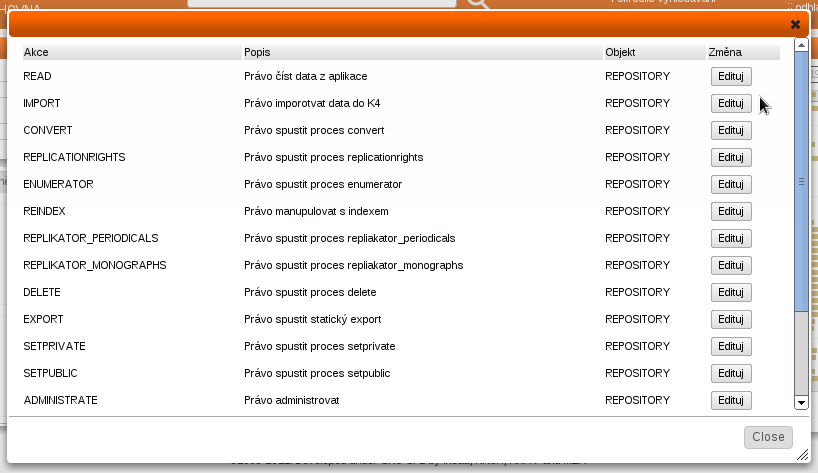 Akce Popis Objekt Změna
READ Právo číst data z aplikace REPOSITORY Edituj
IMPORT Právo imporotvat data do K4 REPOSITORY Edituj
CONVERT Právo spustit proces convert REPOSITORY Edituj
REPLICATIONRIGHTS Právo spustit proces replicationrights REPOSITORY Edituj
ENUMERATOR Právo spustit proces enumerator REPOSITORY Edituj
REINDEX Právo manupulovat s indexem REPOSITORY Edituj
REPLIKATOR_PERIODICALS Právo spustit proces repliakator_periodicals REPOSITORY Edituj
REPLIKATOR_MONOGRAPHS Právo spustit proces repliakator_monographs REPOSITORY Edituj
DELETE Právo spustit proces delete REPOSITORY Edituj
EXPORT Právo spustit statický export REPOSITORY Edituj
SETPRIVATE Právo spustit proces setprivate REPOSITORY Edituj
SETPUBLIC Právo spustit proces setpublic REPOSITORY Edituj
ADMINISTRATE Právo administrovat REPOSITORY Edituj
Close